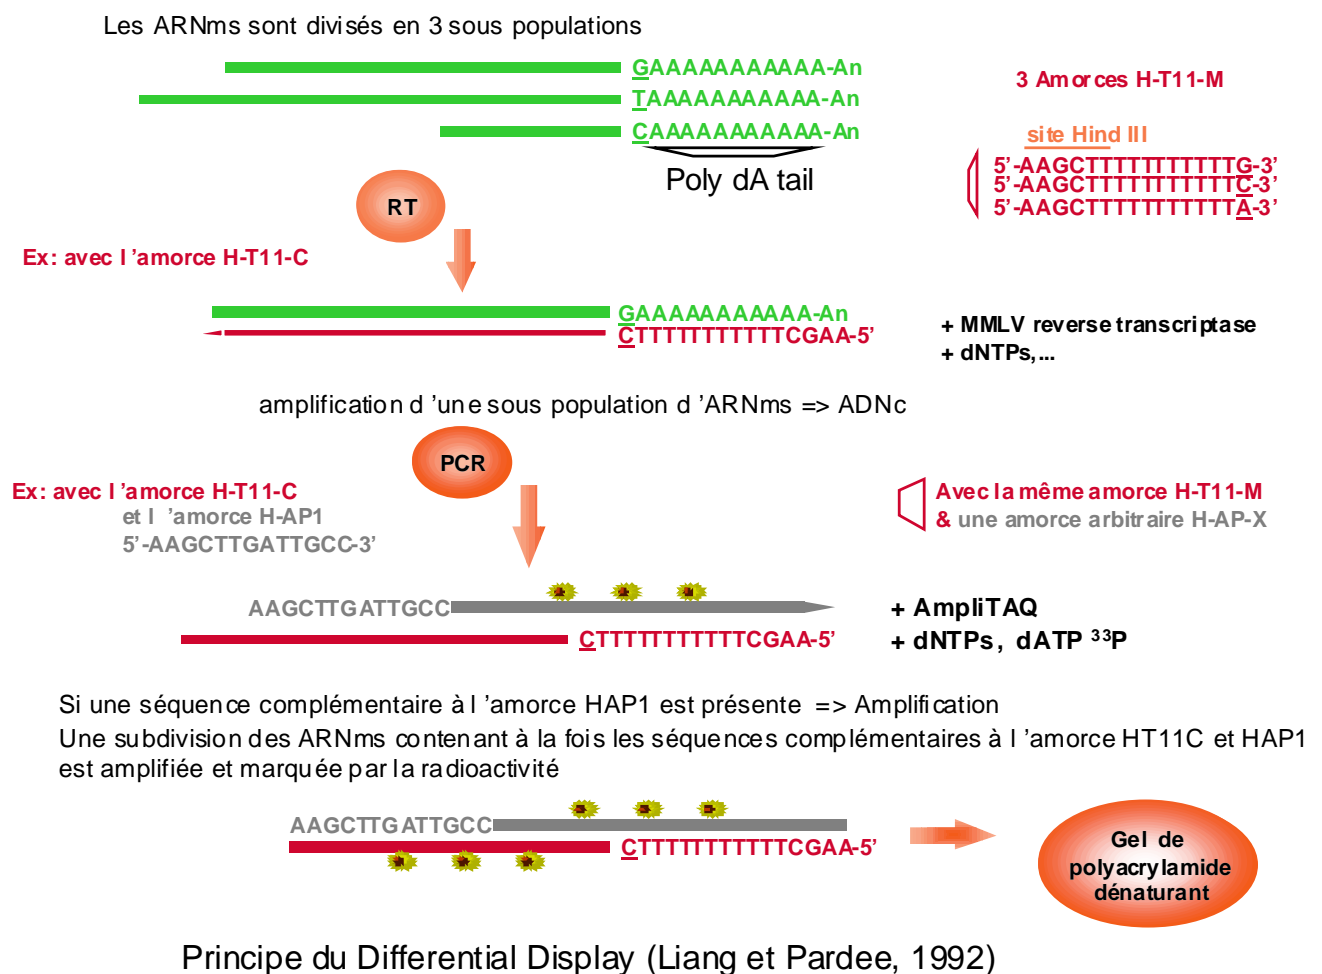 Les ARNms sont divisés en 3 sous populations
GAAAAAAAAAAA-An
TAAAAAAAAAAA-An
CAAAAAAAAAAA-An
Poly dA tail
3 Amorces H-T11-M
site Hind III
5'-AAGCTTTTTTTTTTTG-3'
5'-AAGCTTTTTTTTTTTC-3'
5'-AAGCTTTTTTTTTTTA-3'
RT
Ex: avec l 'amorce H-T11-C
GAAAAAAAAAAA-An
CTTTTTTTTTTTCGAA-5'
+ MMLV reverse transcriptase
+ dNTPs,...
amplification d 'une sous population d 'ARNms => ADNc
PCR
Ex: avec l 'amorce H-T11-C
et l 'amorce H-AP1
5'-AAGCTTGATTGCC-3'
Avec la même amorce H-T11-M
& une amorce arbitraire H-AP-X
AAGCTTGATTGCC
CTTTTTTTTTTTCGAA-5'
+ AmpliTAQ
+ dNTPs, dATP ³³P
Si une séquence complémentaire à l 'amorce HAP1 est présente => Amplification
Une subdivision des ARNms contenant à la fois les séquences complémentaires à l 'amorce HT11C et HAP1
est amplifiée et marquée par la radioactivité
AAGCTTGATTGCC
CTTTTTTTTTTTCGAA-5'
Gel de
polyacrylamide
dénaturant
Principe du Differential Display (Liang et Pardee, 1992)